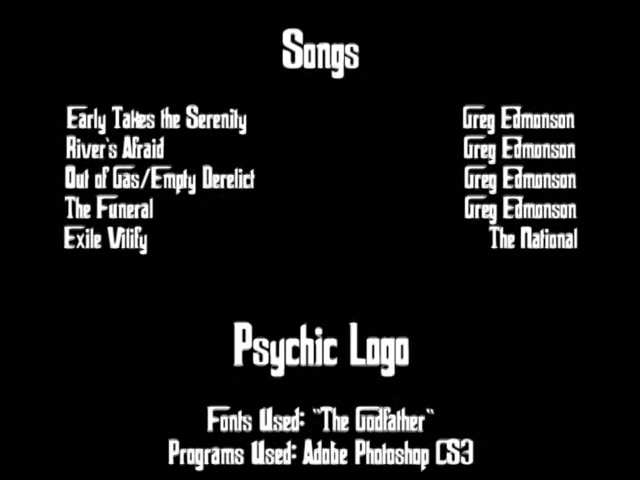 Songs
Early Takes the Serenity Greg Edmonson
River's Afraid Greg Edmonson
Out of Gas/Empty Derelict Greg Edmonson
The Funeral Greg Edmonson
Exile Vilify The National
Psychic Logo
Fonts Used: "The Godfather"
Programs Used: Adobe Photoshop CS3